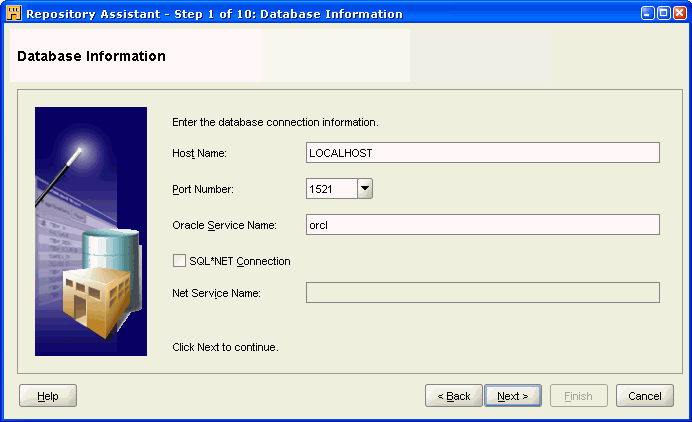 Repository Assistant - Step 1 of 10: Database Information
Database Information
Enter the database connection information.
Host Name: LOCALHOST
Port Number: 1521
Oracle Service Name: orcl
SQL*NET Connection
Net Service Name:
Click Next to continue.
Help < Back Next > Finish Cancel